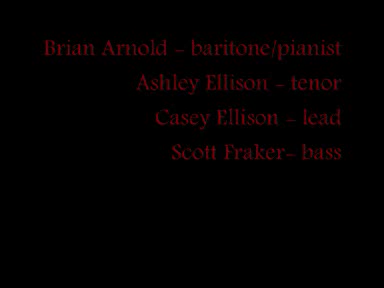 Brian Arnold - baritone/pianist
Ashley Ellison - tenor
Casey Ellison - lead
Scott Fraker- bass